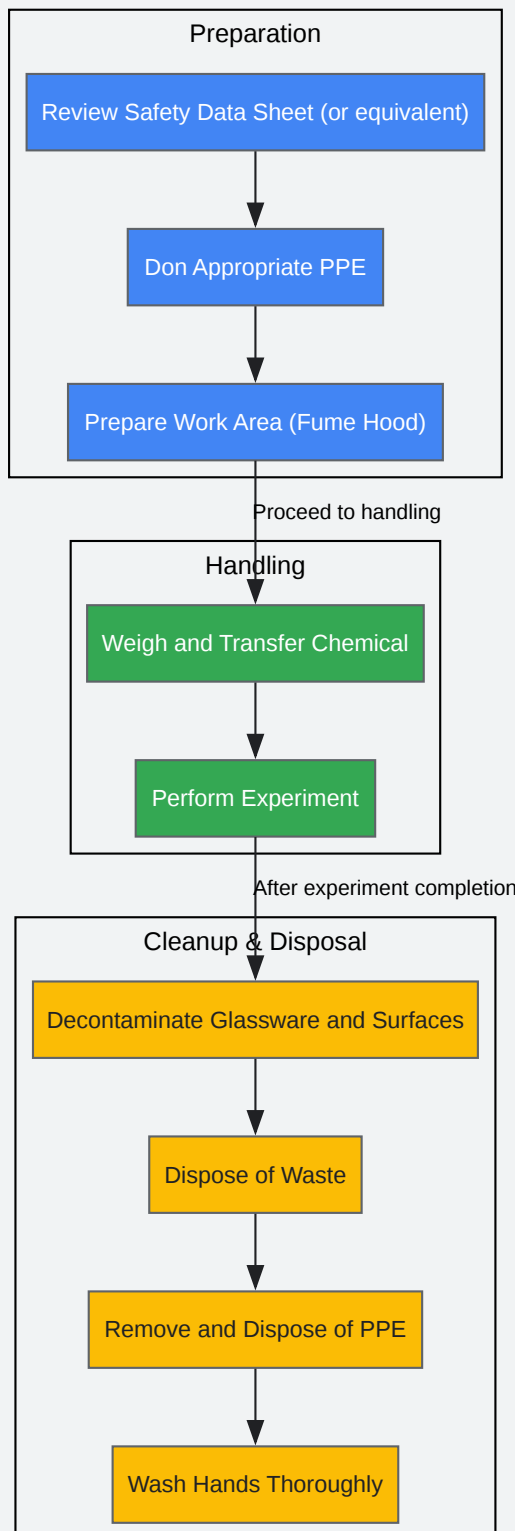 Preparation
Review Safety Data Sheet (or equivalent)
Don Appropriate PPE
Prepare Work Area (Fume Hood)
Proceed to handling
Handling
Weigh and Transfer Chemical
Perform Experiment
After experiment completion
Cleanup & Disposal
Decontaminate Glassware and Surfaces
Dispose of Waste
Remove and Dispose of PPE
Wash Hands Thoroughly